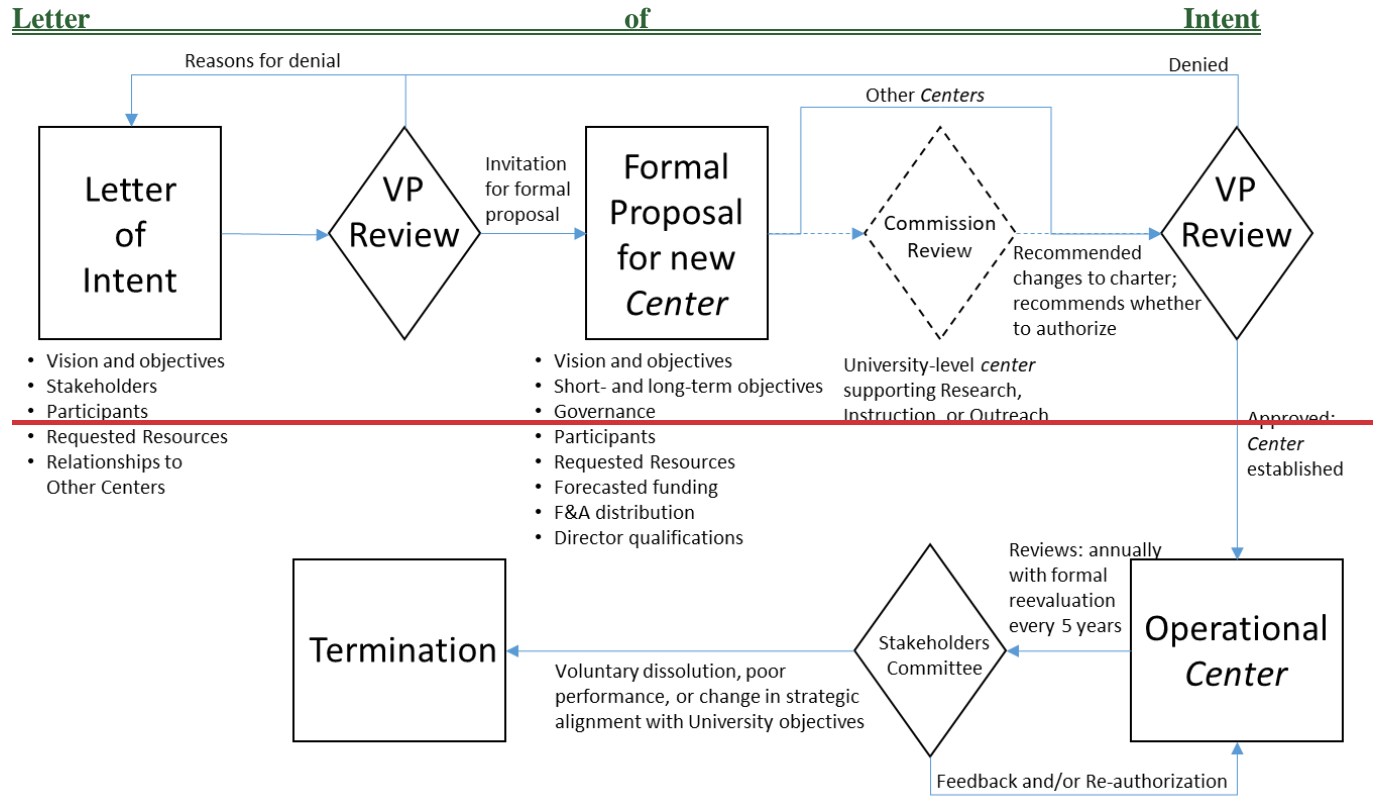 Letter of Intent
Reasons for denial
Denied
Other Centers
Letter
of
Intent
VP
Review
Invitation
for formal
proposal
Formal
Proposal
for new
Center
Commission
Review
Recommended
changes to charter;
recommends whether
to authorize
VP
Review
• Vision and objectives
• Stakeholders
• Participants
• Requested Resources
• Relationships to
Other Centers
• Vision and objectives
• Short- and long-term objectives
• Governance
• Participants
• Requested Resources
• Forecasted funding
• F&A distribution
• Director qualifications
University-level center
supporting Research,
Instruction, or Outreach
Approved;
Center
established
Termination
Voluntary dissolution, poor
performance, or change in strategic
alignment with University objectives
Stakeholders
Committee
Reviews: annually
with formal
reevaluation
every 5 years
Operational
Center
Feedback and/or Re-authorization